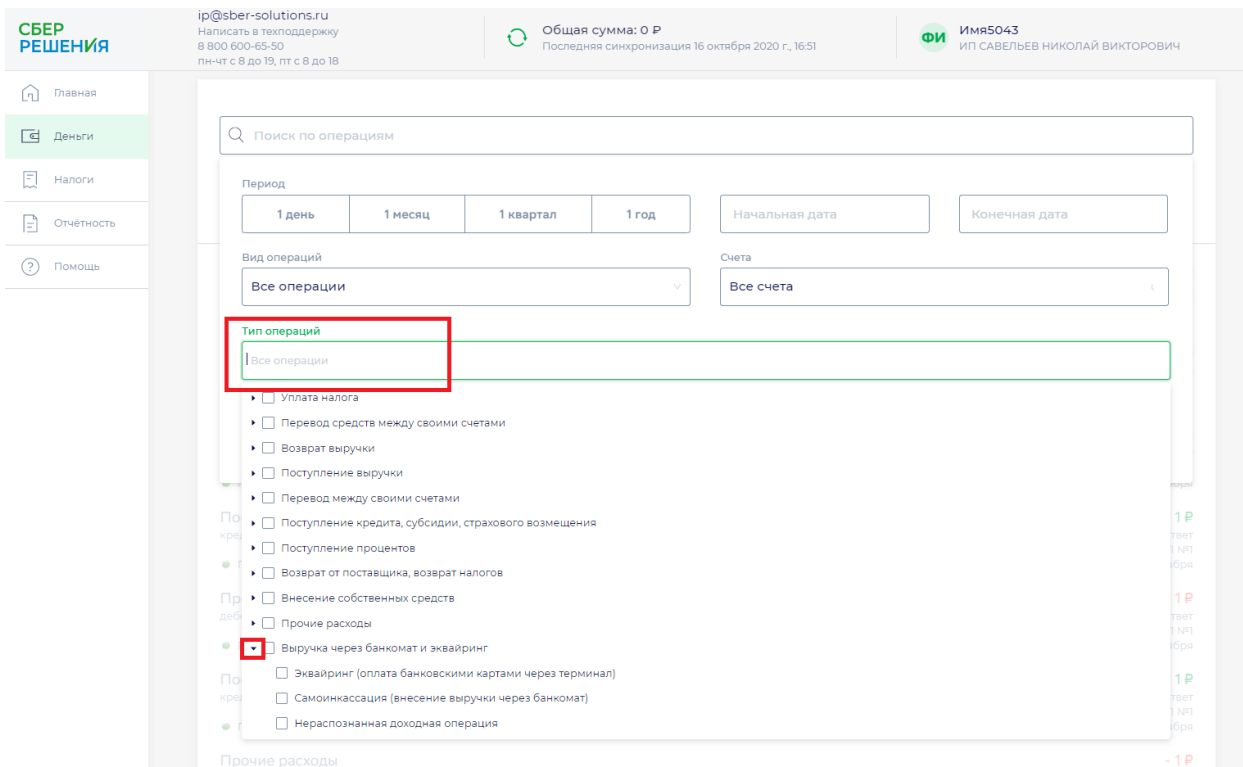 СБЕР
РЕШЕНИЯ
ip@sber-solutions.ru
Написать в техподдержку
8 800 600-65-50
пн-чт с 8 до 19, пт с 8 до 18
Общая сумма: 0 ₽
Последняя синхронизация 16 октября 2020 г., 16:51
ФИ
Имя5043
ИП САВЕЛЬЕВ НИКОЛАЙ ВИКТОРОВИЧ
Главная
Деньги
Налоги
Отчётность
Помощь
Поиск по операциям
Период
1 день 1 месяц 1 квартал 1 год Начальная дата Конечная дата
Вид операций Счета
Все операции Все счета
Тип операций
Все операции
Уплата налога
Перевод средств между своими счетами
Возврат выручки
Поступление выручки
Перевод между своими счетами
Поступление кредита, субсидии, страхового возмещения
1 ₽
Поступление процентов
Возврат от поставщика, возврат налогов
Внесение собственных средств
1 ₽
Прочие расходы
Выручка через банкомат и эквайринг
Эквайринг (оплата банковскими картами через терминал)
1 ₽
Самоинкассация (внесение выручки через банкомат)
Нераспознанная доходная операция
Прочие расходы - 1 ₽